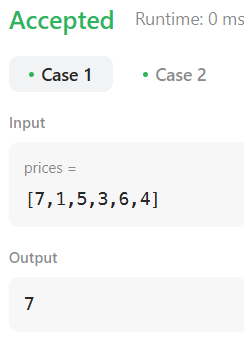 Accepted Runtime: 0 ms
• Case 1 • Case 2
Input
prices =
[7,1,5,3,6,4]
Output
7